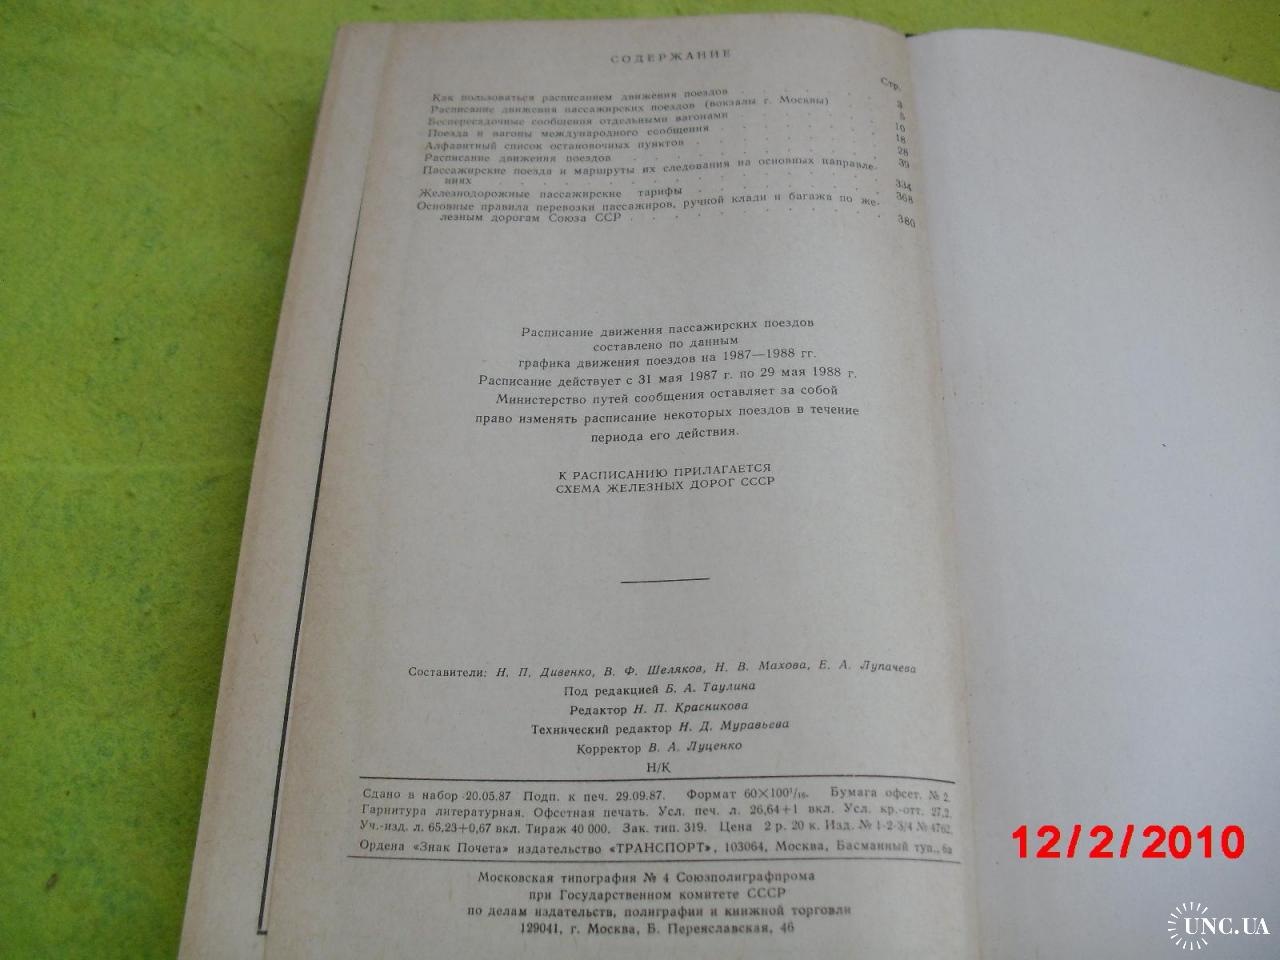 СОДЕРЖАНИЕ
Стр.
Как пользоваться расписанием движения поездов . . . . . . 3
Расписание движения пассажирских поездов (вокзалы г. Москвы) . . 5
Беспересадочные сообщения отдельными вагонами . . . . . . 10
Поезда и вагоны международного сообщения . . . . . . . 18
Алфавитный список остановочных пунктов . . . . . . . 28
Расписание движения поездов . . . . . . . . . 39
Пассажирские поезда и маршруты их следования на основных направле-
ниях . . . . . . . . . . . . . . 334
Железнодорожные пассажирские тарифы . . . . . . . 368
Основные правила перевозки пассажиров, ручной клади и багажа по же-
лезным дорогам Союза ССР . . . . . . . . . 380
Расписание движения пассажирских поездов
составлено по данным
графика движения поездов на 1987—1988 гг.
Расписание действует с 31 мая 1987 г. по 29 мая 1988 г.
Министерство путей сообщения оставляет за собой
право изменять расписание некоторых поездов в течение
периода его действия.
К РАСПИСАНИЮ ПРИЛАГАЕТСЯ
СХЕМА ЖЕЛЕЗНЫХ ДОРОГ СССР
Составители: Н. П. Дивенко, В. Ф. Шеляков, Н. В. Махова, Е. А. Лупачева
Под редакцией Б. А. Таулина
Редактор Н. П. Красникова
Технический редактор Н. Д. Муравьева
Корректор В. А. Луценко
Н/К
Сдано в набор 20.05.87 Подп. к печ. 29.09.87. Формат 60×100¹/₁₆. Бумага офсет. № 2.
Гарнитура литературная. Офсетная печать. Усл. печ. л. 26,64+1 вкл. Усл. кр.-отт. 27,2.
Уч.-изд. л. 65,23+0,67 вкл. Тираж 40 000. Зак. тип. 319. Цена 2 р. 20 к. Изд. № 1-2-3/4 № 4762.
Ордена «Знак Почета» издательство «ТРАНСПОРТ», 103064, Москва, Басманный туп., 6а
Московская типография № 4 Союзполиграфпрома
при Государственном комитете СССР
по делам издательств, полиграфии и книжной торговли
129041, г. Москва, Б. Переяславская, 46
12/2/2010
UNC.UA